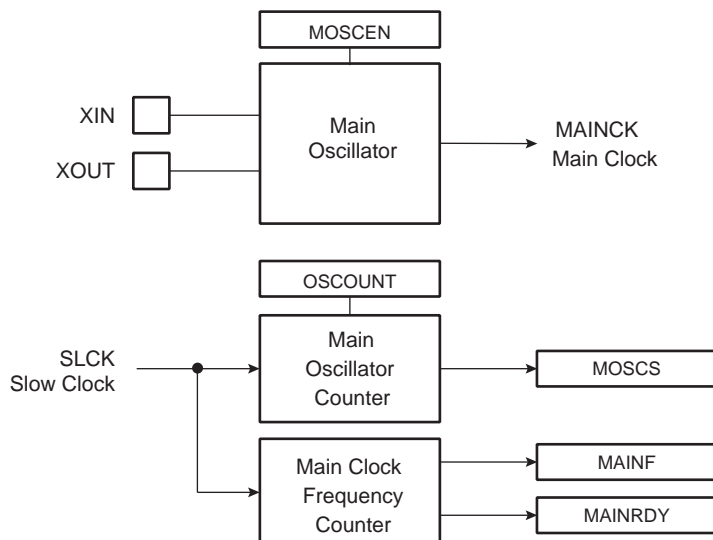 MOSCEN
XIN
XOUT
Main
Oscillator
MAINCK
Main Clock
OSCOUNT
SLCK
Slow Clock
Main
Oscillator
Counter
MOSCS
Main Clock
Frequency
Counter
MAINF
MAINRDY